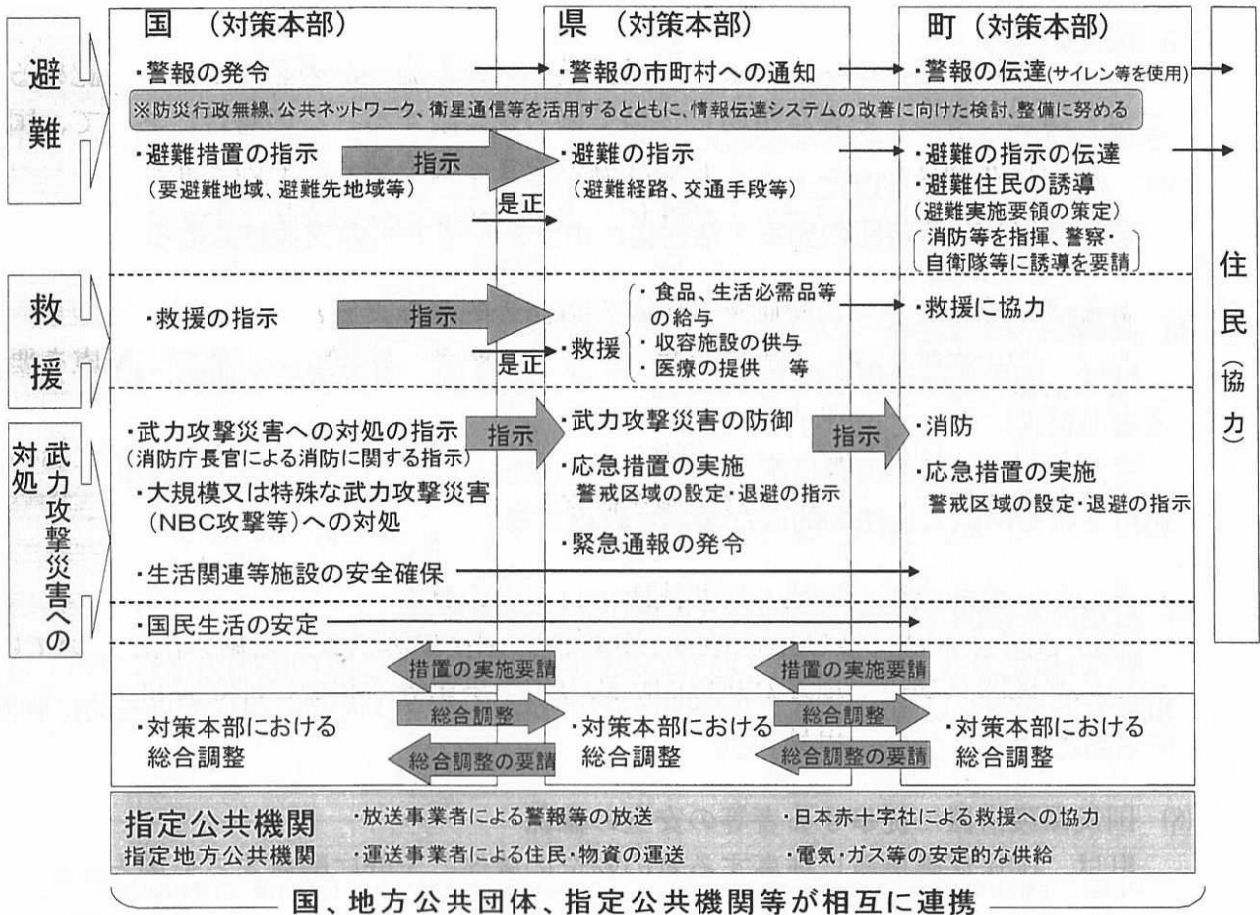 国（対策本部）
県（対策本部）
町（対策本部）
避難
・警報の発令
・警報の市町村への通知
・警報の伝達(サイレン等を使用)
※防災行政無線、公共ネットワーク、衛星通信等を活用するとともに、情報伝達システムの改善に向けた検討、整備に努める
・避難措置の指示
（要避難地域、避難先地域等）
指示
是正
・避難の指示
（避難経路、交通手段等）
・避難の指示の伝達
・避難住民の誘導
（避難実施要領の策定）
消防等を指揮、警察・
自衛隊等に誘導を要請
住民（協力）
救援
・救援の指示
指示
是正
・救援
・食品、生活必需品等
の給与
・収容施設の供与
・医療の提供 等
・救援に協力
武力攻撃災害への
対処
・武力攻撃災害への対処の指示
（消防庁長官による消防に関する指示）
・大規模又は特殊な武力攻撃災害
（NBC攻撃等）への対処
指示
・武力攻撃災害の防御
・応急措置の実施
警戒区域の設定・退避の指示
・緊急通報の発令
指示
・消防
・応急措置の実施
警戒区域の設定・退避の指示
・生活関連等施設の安全確保
・国民生活の安定
措置の実施要請
措置の実施要請
・対策本部における
総合調整
総合調整
総合調整の要請
・対策本部における
総合調整
総合調整
総合調整の要請
・対策本部における
総合調整
指定公共機関
指定地方公共機関
・放送事業者による警報等の放送
・日本赤十字社による救援への協力
・運送事業者による住民・物資の運送
・電気・ガス等の安定的な供給
国、地方公共団体、指定公共機関等が相互に連携